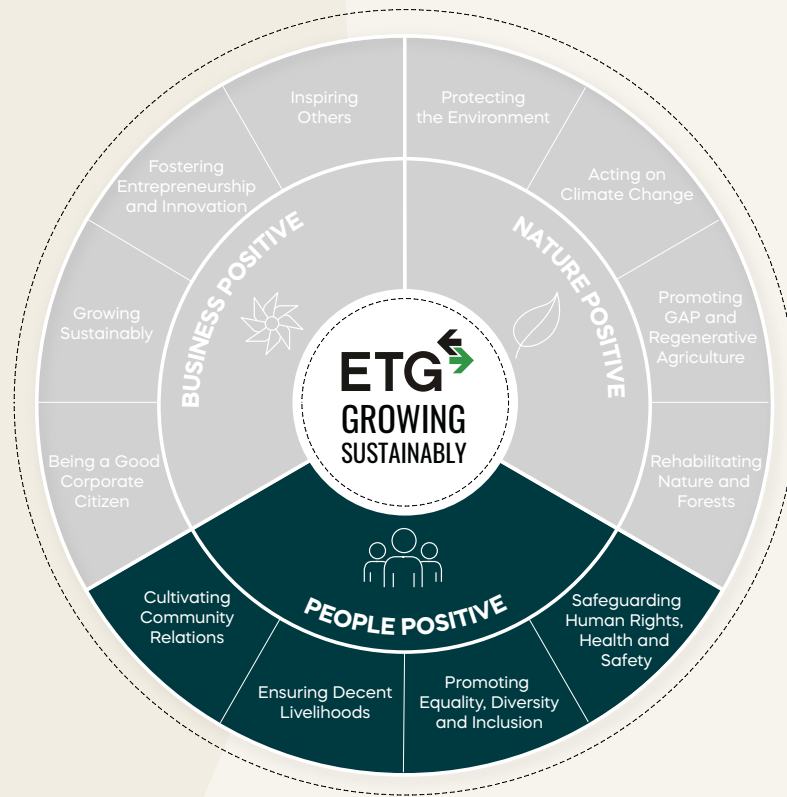 Inspiring
Others
Protecting
the Environment
Fostering
Entrepreneurship
and Innovation
Acting on
Climate Change
BUSINESS POSITIVE
NATURE POSITIVE
Growing
Sustainably
Promoting
GAP and
Regenerative
Agriculture
ETG
GROWING
SUSTAINABLY
Being a Good
Corporate
Citizen
Rehabilitating
Nature and
Forests
PEOPLE POSITIVE
Cultivating
Community
Relations
Ensuring Decent
Livelihoods
Promoting
Equality, Diversity
and Inclusion
Safeguarding
Human Rights,
Health and
Safety